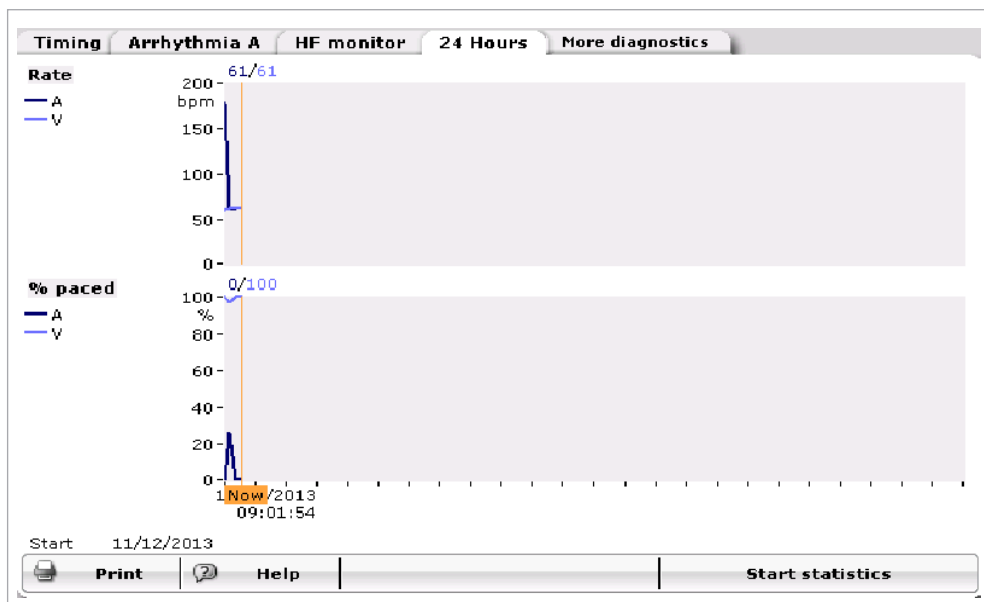 Timing Arrhythmia A HF monitor 24 Hours More diagnostics
Rate
61/61
200
A
bpm
V
150
100
50
0
% paced
0/100
100
A
%
V
80
60
40
20
0
1 Now /2013
09:01:54
Start 11/12/2013
Print Help Start statistics